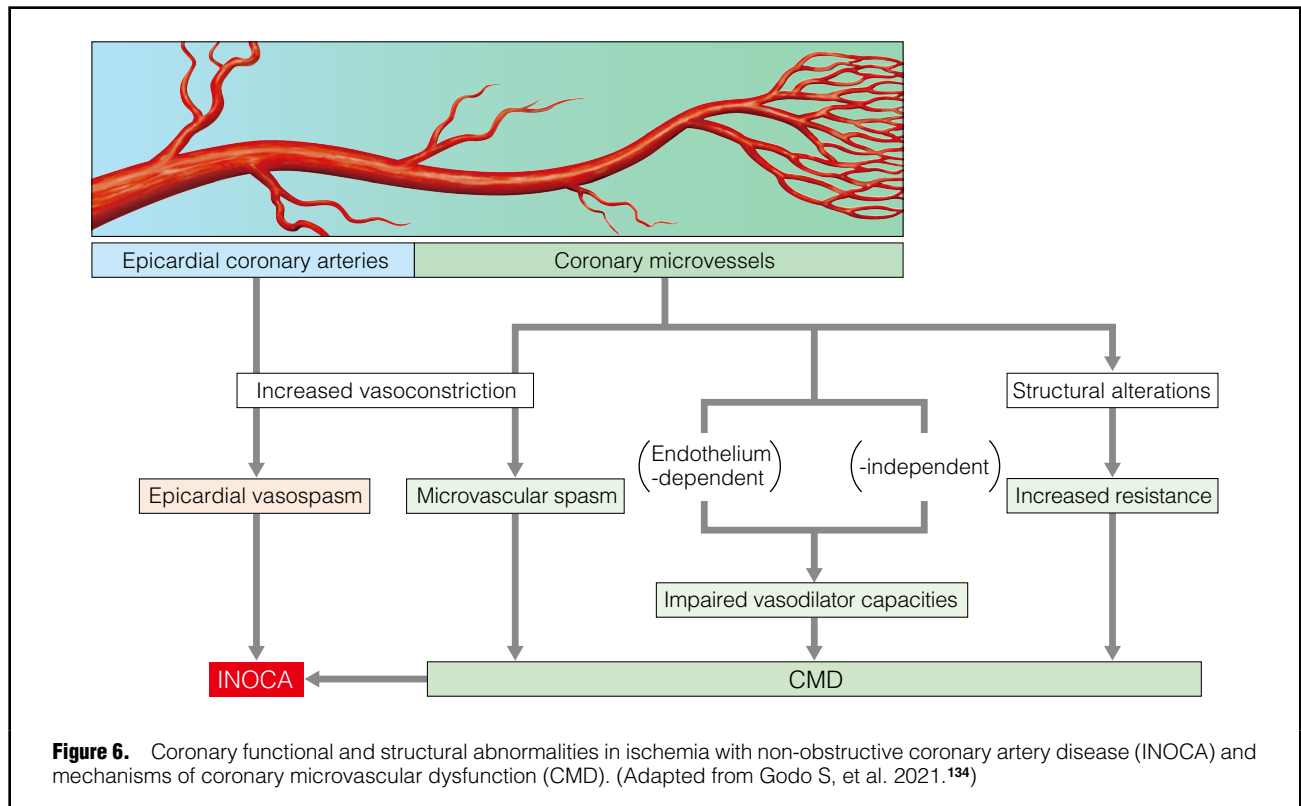 Epicardial coronary arteries
Coronary microvessels
Increased vasoconstriction
Structural alterations
(Endothelium
-dependent)
(-independent)
Epicardial vasospasm
Microvascular spasm
Increased resistance
Impaired vasodilator capacities
INOCA
CMD
Figure 6. Coronary functional and structural abnormalities in ischemia with non-obstructive coronary artery disease (INOCA) and
mechanisms of coronary microvascular dysfunction (CMD). (Adapted from Godo S, et al. 2021.134)